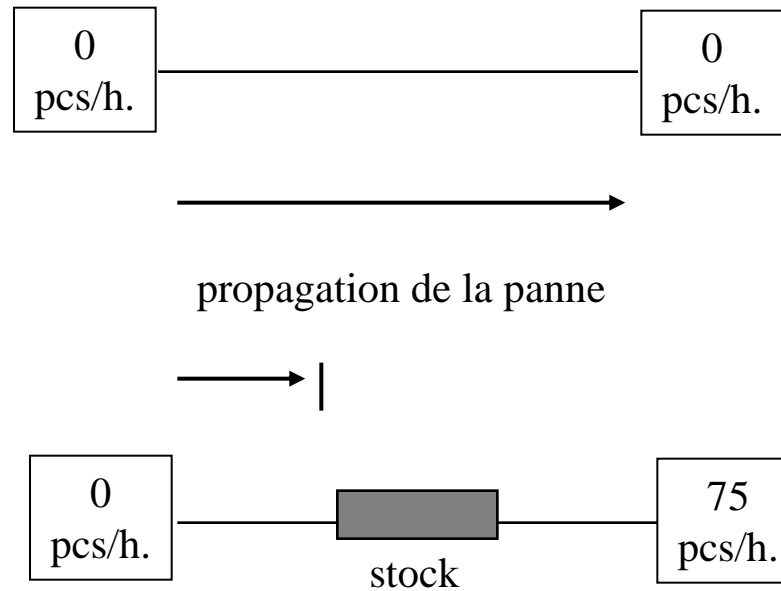 0
pcs/h.
0
pcs/h.
propagation de la panne
0
pcs/h.
75
pcs/h.
stock